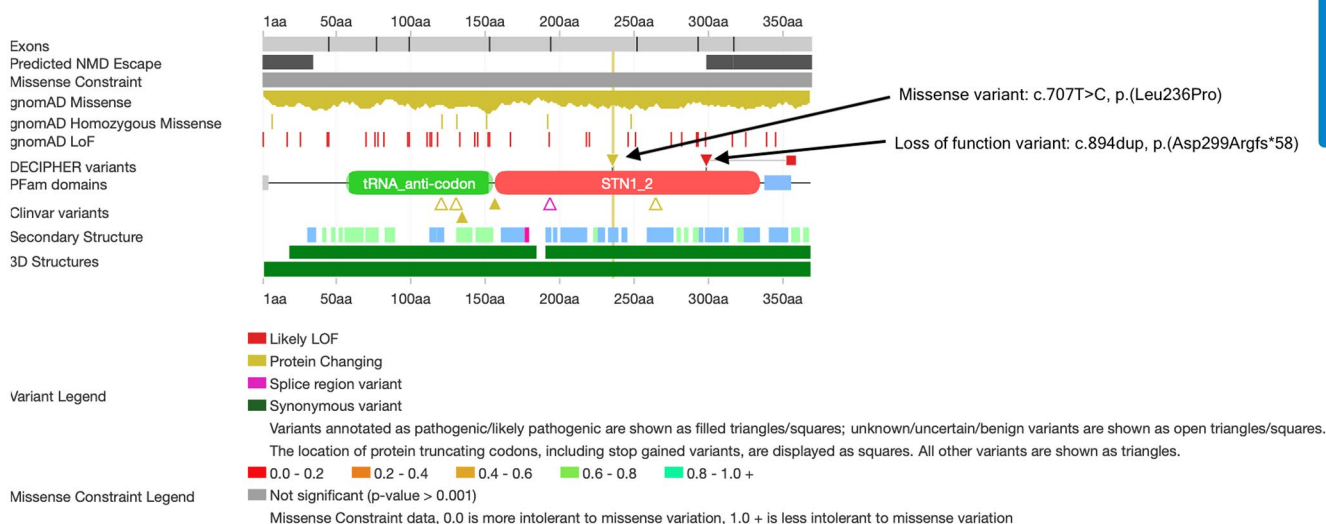 1aa 50aa 100aa 150aa 200aa 250aa 300aa 350aa
Exons
Predicted NMD Escape
Missense Constraint
gnomAD Missense
gnomAD Homozygous Missense
gnomAD LoF
DECIPHER variants
PFam domains
tRNA_anti-codon STN1_2
Clinvar variants
Secondary Structure
3D Structures
1aa 50aa 100aa 150aa 200aa 250aa 300aa 350aa
Missense variant: c.707T>C, p.(Leu236Pro)
Loss of function variant: c.894dup, p.(Asp299Argfs*58)
Variant Legend
Likely LOF
Protein Changing
Splice region variant
Synonymous variant
Variants annotated as pathogenic/likely pathogenic are shown as filled triangles/squares; unknown/uncertain/benign variants are shown as open triangles/squares.
The location of protein truncating codons, including stop gained variants, are displayed as squares. All other variants are shown as triangles.
Missense Constraint Legend
0.0 - 0.2 0.2 - 0.4 0.4 - 0.6 0.6 - 0.8 0.8 - 1.0 +
Not significant (p-value > 0.001)
Missense Constraint data, 0.0 is more intolerant to missense variation, 1.0 + is less intolerant to missense variation